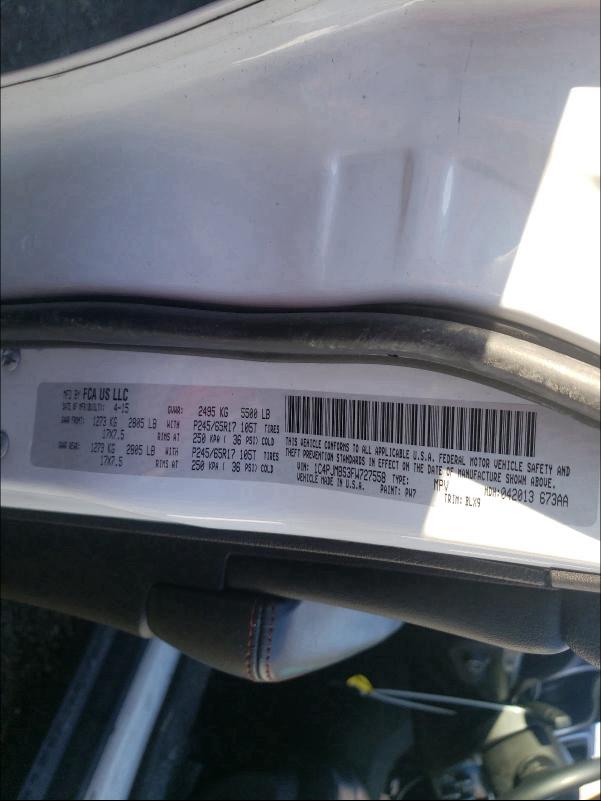 MFD BY FCA US LLC
DATE OF MFR(BUILT): 4-15 GVWR: 2495 KG 5500 LB
GAWR FRONT: 1273 KG 2805 LB WITH P245/65R17 105T TIRES
17X7.5 RIMS AT 250 KPA ( 36 PSI) COLD
GAWR REAR: 1273 KG 2805 LB WITH P245/65R17 105T TIRES
17X7.5 RIMS AT 250 KPA ( 36 PSI) COLD
THIS VEHICLE CONFORMS TO ALL APPLICABLE U.S.A. FEDERAL MOTOR VEHICLE SAFETY AND
THEFT PREVENTION STANDARDS IN EFFECT ON THE DATE OF MANUFACTURE SHOWN ABOVE.
VIN: 1C4PJMBS3FW727558 TYPE: MPV MDH: 042013 673AA
VEHICLE MADE IN U.S.A. PAINT: PW7 TRIM: BLX9